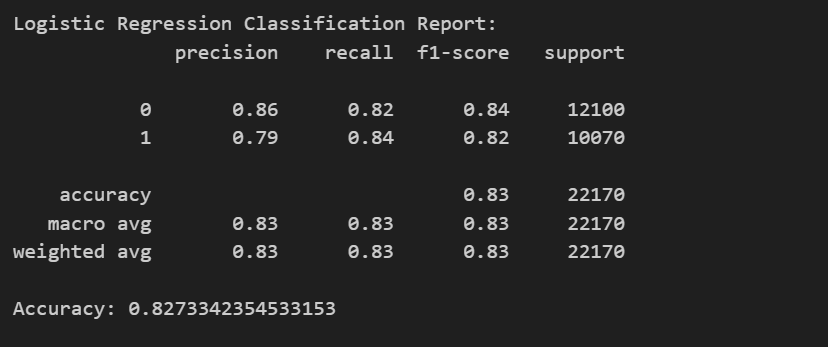 Logistic Regression Classification Report:
              precision    recall  f1-score   support

           0       0.86      0.82      0.84     12100
           1       0.79      0.84      0.82     10070

    accuracy                           0.83     22170
   macro avg       0.83      0.83      0.83     22170
weighted avg       0.83      0.83      0.83     22170

Accuracy: 0.8273342354533153